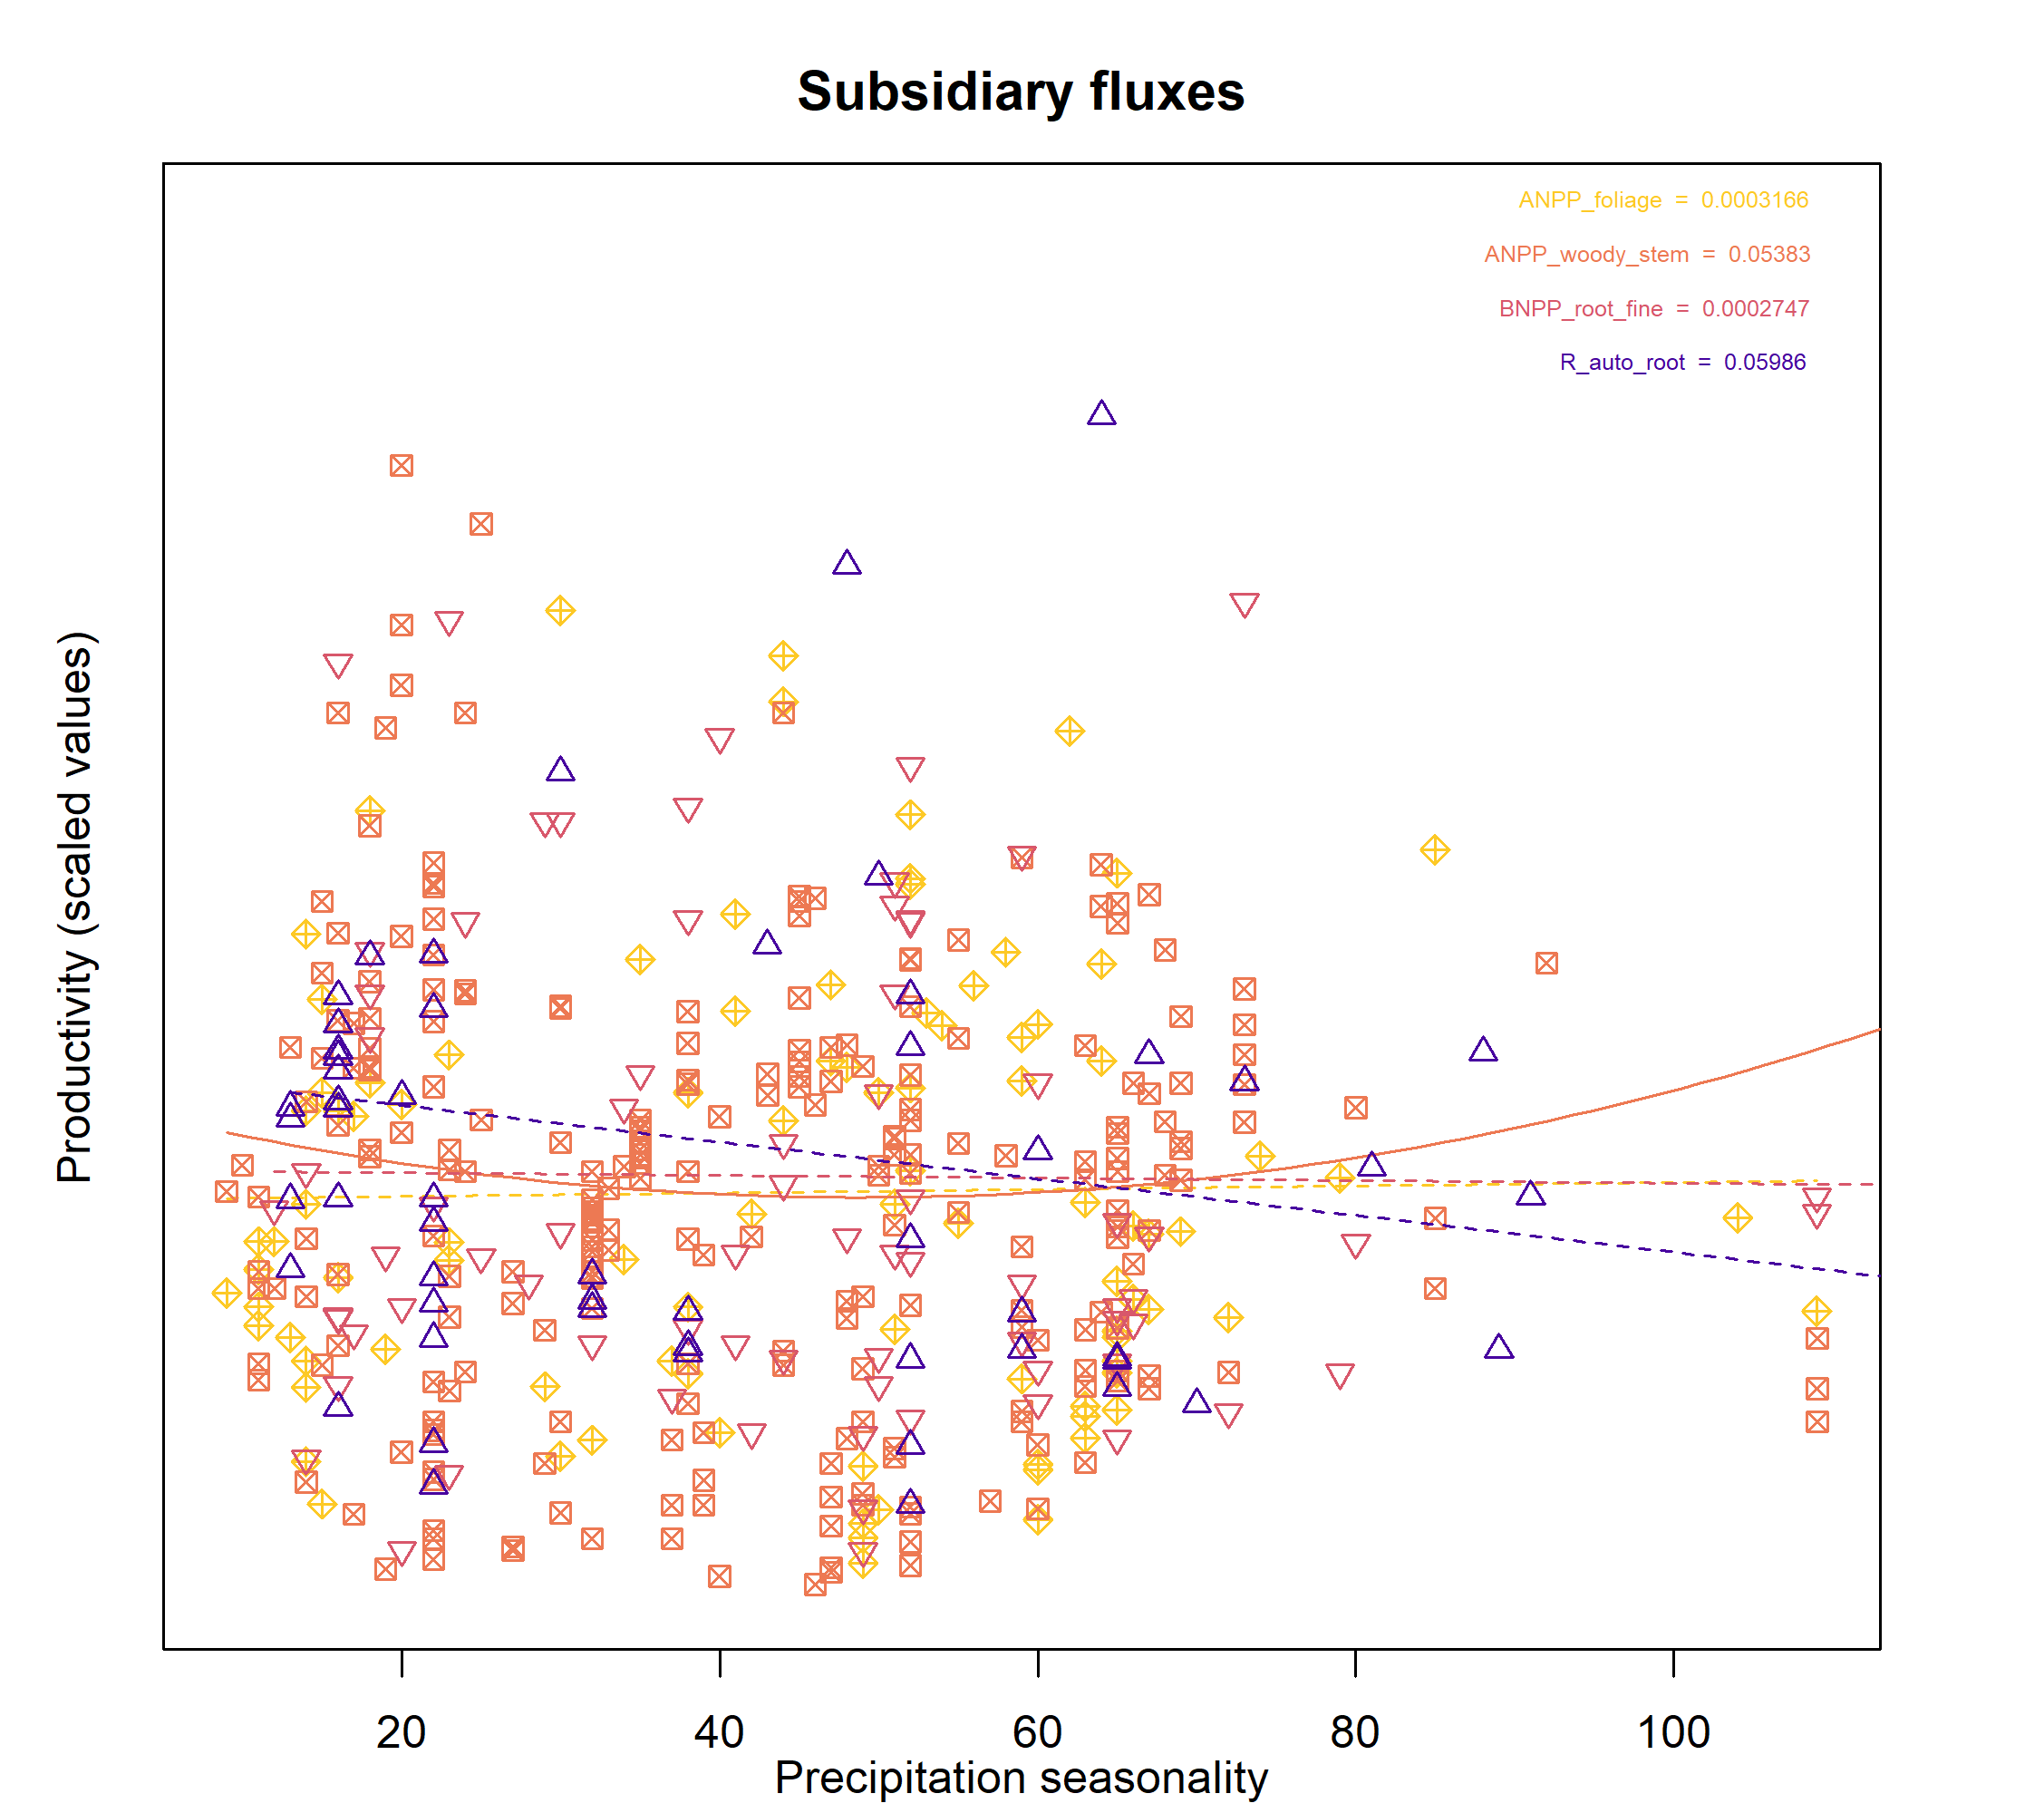 Subsidiary fluxes
ANPP_foliage = 0.0003166
ANPP_woody_stem = 0.05383
BNPP_root_fine = 0.0002747
R_auto_root = 0.05986
Productivity (scaled values)
20 40 60 80 100
Precipitation seasonality